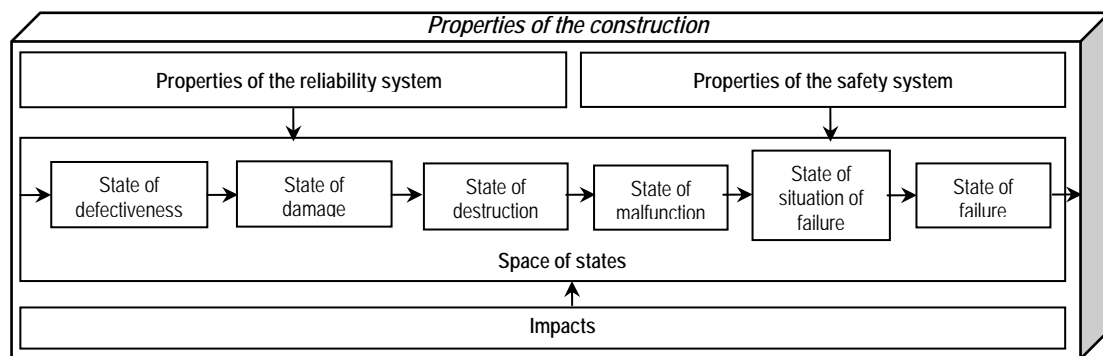 Properties of the construction
Properties of the reliability system
Properties of the safety system
State of
defectiveness
State of
damage
State of
destruction
State of
malfunction
State of
situation of
failure
State of
failure
Space of states
Impacts